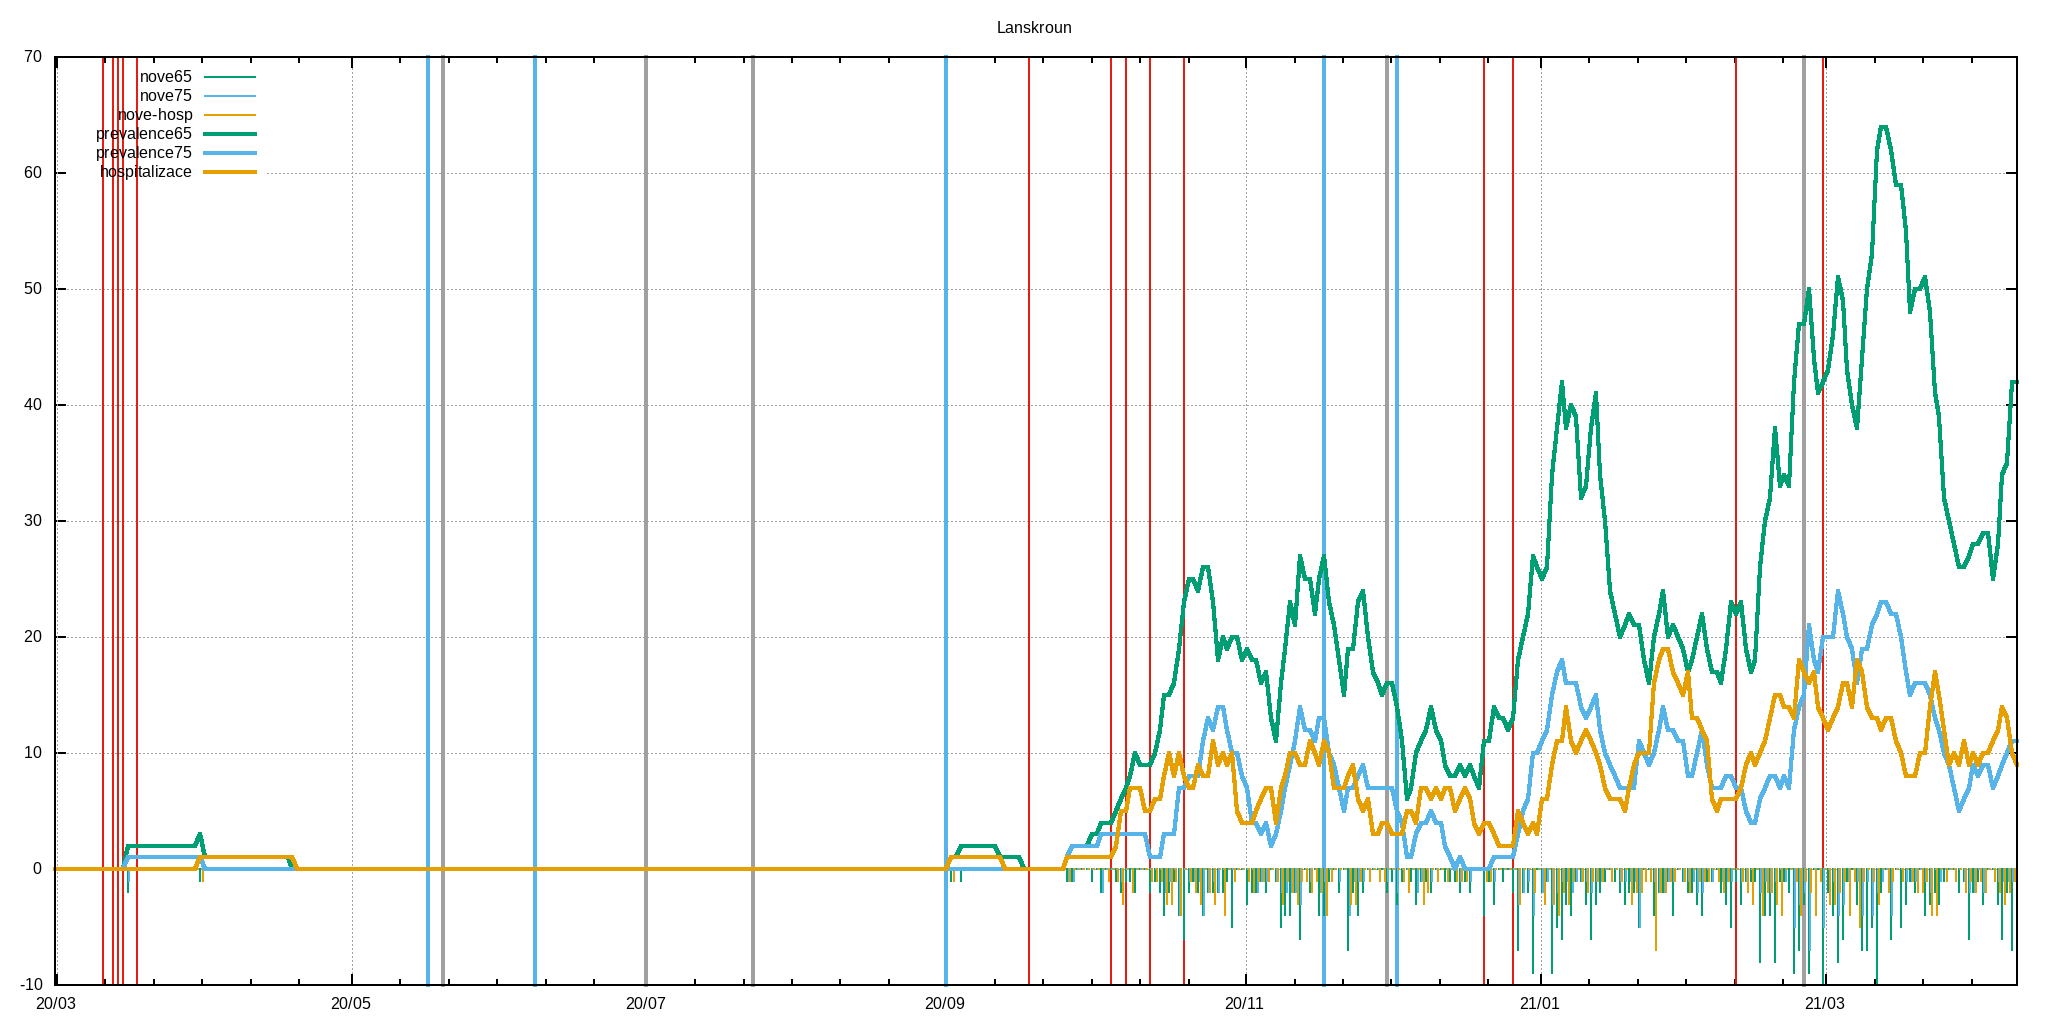 Lanskroun
70
60
50
40
30
20
10
0
-10
nove65
nove75
nove-hosp
prevalence65
prevalence75
hospitalizace
20/03 20/05 20/07 20/09 20/11 21/01 21/03